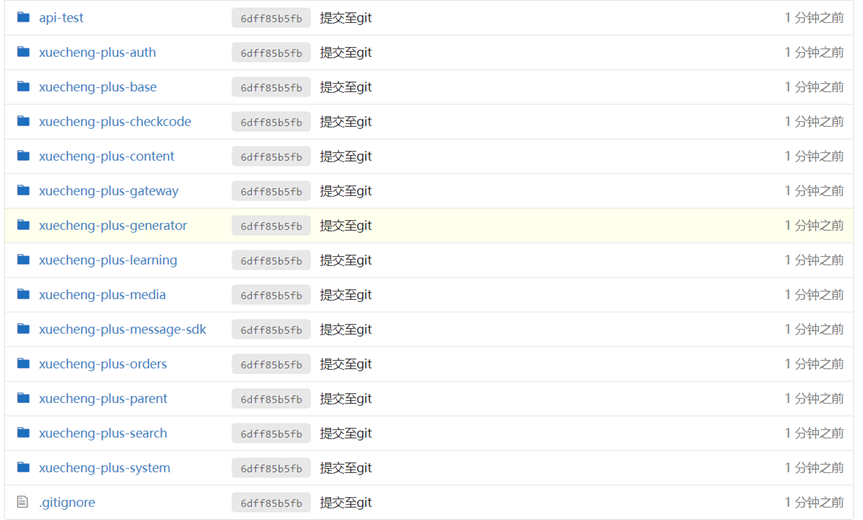 api-test 6dff85b5fb 提交至git 1 分钟之前
xuecheng-plus-auth 6dff85b5fb 提交至git 1 分钟之前
xuecheng-plus-base 6dff85b5fb 提交至git 1 分钟之前
xuecheng-plus-checkcode 6dff85b5fb 提交至git 1 分钟之前
xuecheng-plus-content 6dff85b5fb 提交至git 1 分钟之前
xuecheng-plus-gateway 6dff85b5fb 提交至git 1 分钟之前
xuecheng-plus-generator 6dff85b5fb 提交至git 1 分钟之前
xuecheng-plus-learning 6dff85b5fb 提交至git 1 分钟之前
xuecheng-plus-media 6dff85b5fb 提交至git 1 分钟之前
xuecheng-plus-message-sdk 6dff85b5fb 提交至git 1 分钟之前
xuecheng-plus-orders 6dff85b5fb 提交至git 1 分钟之前
xuecheng-plus-parent 6dff85b5fb 提交至git 1 分钟之前
xuecheng-plus-search 6dff85b5fb 提交至git 1 分钟之前
xuecheng-plus-system 6dff85b5fb 提交至git 1 分钟之前
.gitignore 6dff85b5fb 提交至git 1 分钟之前